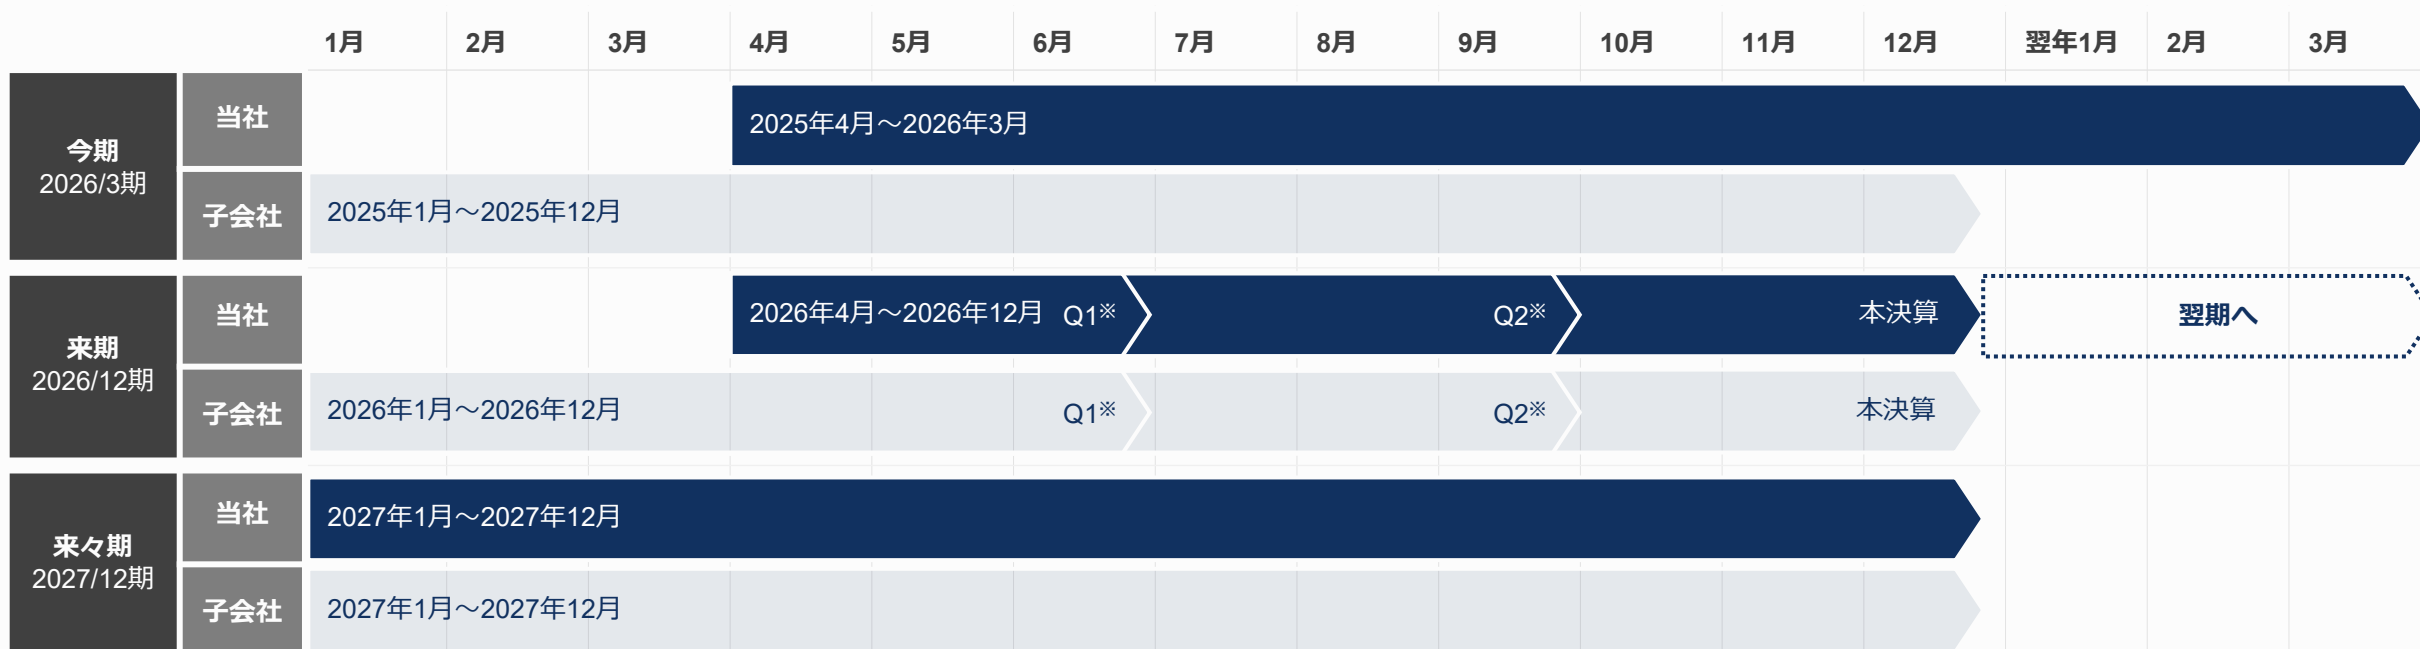 1月 2月 3月 4月 5月 6月 7月 8月 9月 10月 11月 12月 翌年1月 2月 3月
今期
2026/3期
当社
2025年4月～2026年3月
子会社
2025年1月～2025年12月
来期
2026/12期
当社
2026年4月～2026年12月 Q1※ Q2※ 本決算 翌期へ
子会社
2026年1月～2026年12月 Q1※ Q2※ 本決算
来々期
2027/12期
当社
2027年1月～2027年12月
子会社
2027年1月～2027年12月